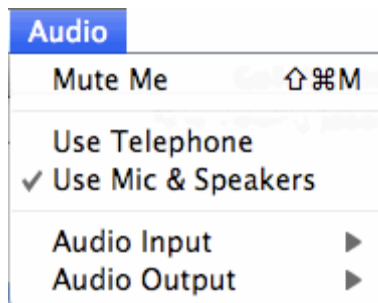 Audio
Mute Me ⇧⌘M
Use Telephone
✓ Use Mic & Speakers
Audio Input ▶
Audio Output ▶